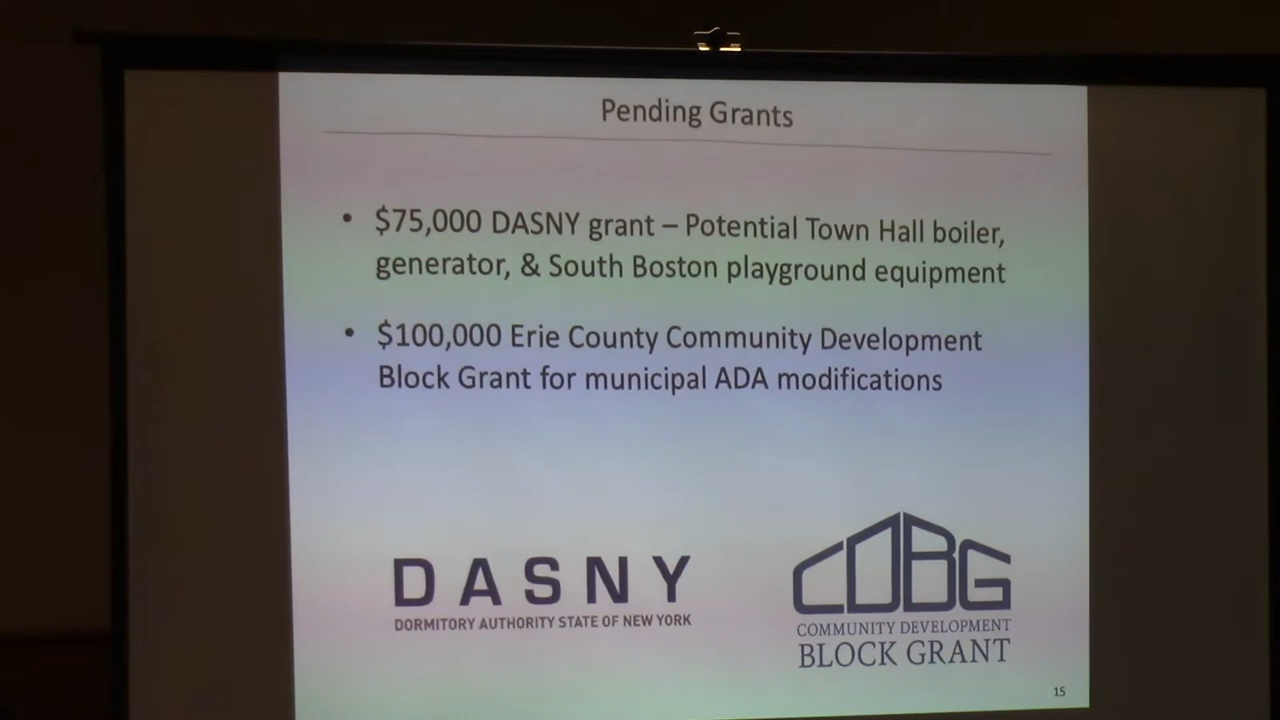 Pending Grants
• $75,000 DASNY grant – Potential Town Hall boiler,
generator, & South Boston playground equipment
• $100,000 Erie County Community Development
Block Grant for municipal ADA modifications
DASNY
DORMITORY AUTHORITY STATE OF NEW YORK
CDBG
COMMUNITY DEVELOPMENT
BLOCK GRANT
15